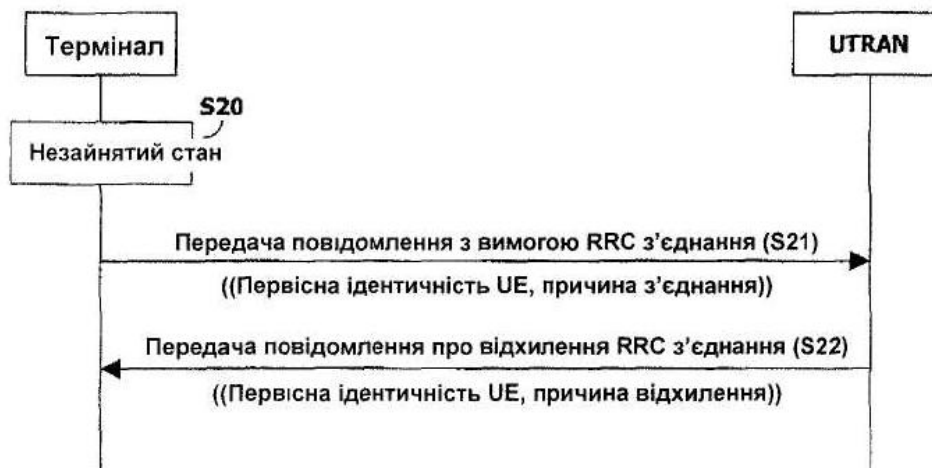 Термінал
UTRAN
S20
Незайнятий стан
Передача повідомлення з вимогою RRC з’єднання (S21)
((Первісна ідентичність UE, причина з’єднання))
Передача повідомлення про відхилення RRC з’єднання (S22)
((Первісна ідентичність UE, причина відхилення))